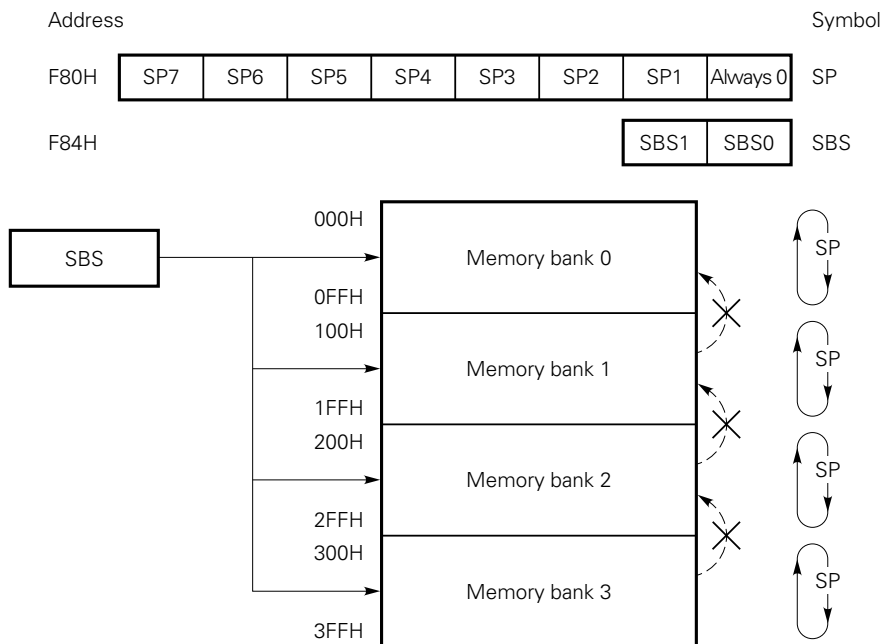 Address Symbol
F80H SP7 SP6 SP5 SP4 SP3 SP2 SP1 Always 0 SP
F84H SBS1 SBS0 SBS
000H
SBS Memory bank 0 SP
0FFH
100H
Memory bank 1 SP
1FFH
200H
Memory bank 2 SP
2FFH
300H
Memory bank 3 SP
3FFH